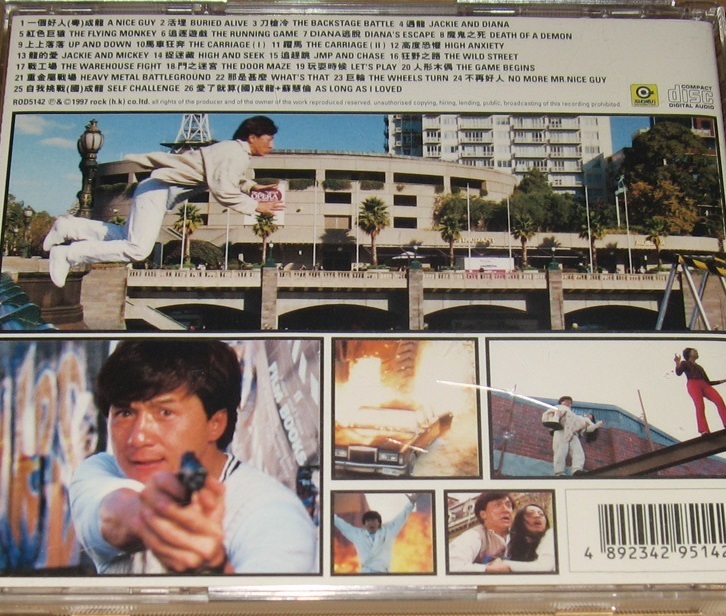 1 一個好人(粵)成龍 A NICE GUY 2 活埋 BURIED ALIVE 3 刀槍冷 THE BACKSTAGE BATTLE 4 遇龍 JACKIE AND DIANA
5 紅色巨猿 THE FLYING MONKEY 6 追逐遊戲 THE RUNNING GAME 7 DIANA逃脫 DIANA'S ESCAPE 8 魔鬼之死 DEATH OF A DEMON
9 上上落落 UP AND DOWN 10 馬車狂奔 THE CARRIAGE (I) 11 躍馬 THE CARRIAGE (II) 12 高度恐懼 HIGH ANXIETY
13 龍的愛 JACKIE AND MICKEY 14 捉迷藏 HIGH AND SEEK 15 追趕跳 JMP AND CHASE 16 狂野之路 THE WILD STREET
17 戰工場 THE WAREHOUSE FIGHT 18 門之迷宮 THE DOOR MAZE 19 玩耍時候 LET'S PLAY 20 人形木偶 THE GAME BEGINS
21 重金屬戰場 HEAVY METAL BATTLEGROUND 22 那是甚麼 WHAT'S THAT 23 巨輪 THE WHEELS TURN 24 不再好人 NO MORE MR.NICE GUY
25 自我挑戰(國)成龍 SELF CHALLENGE 26 愛了就算(國)成龍+蘇慧倫 AS LONG AS I LOVED
ROD5142 ℗ & © 1997 rock (h.k) co.ltd. all rights of the producer and of the owner of the work reproduced reserved. unauthorised copying, hiring, lending, public, broadcasting of this recording prohibited.
COMPACT
disc
DIGITAL AUDIO
4 892342 95142